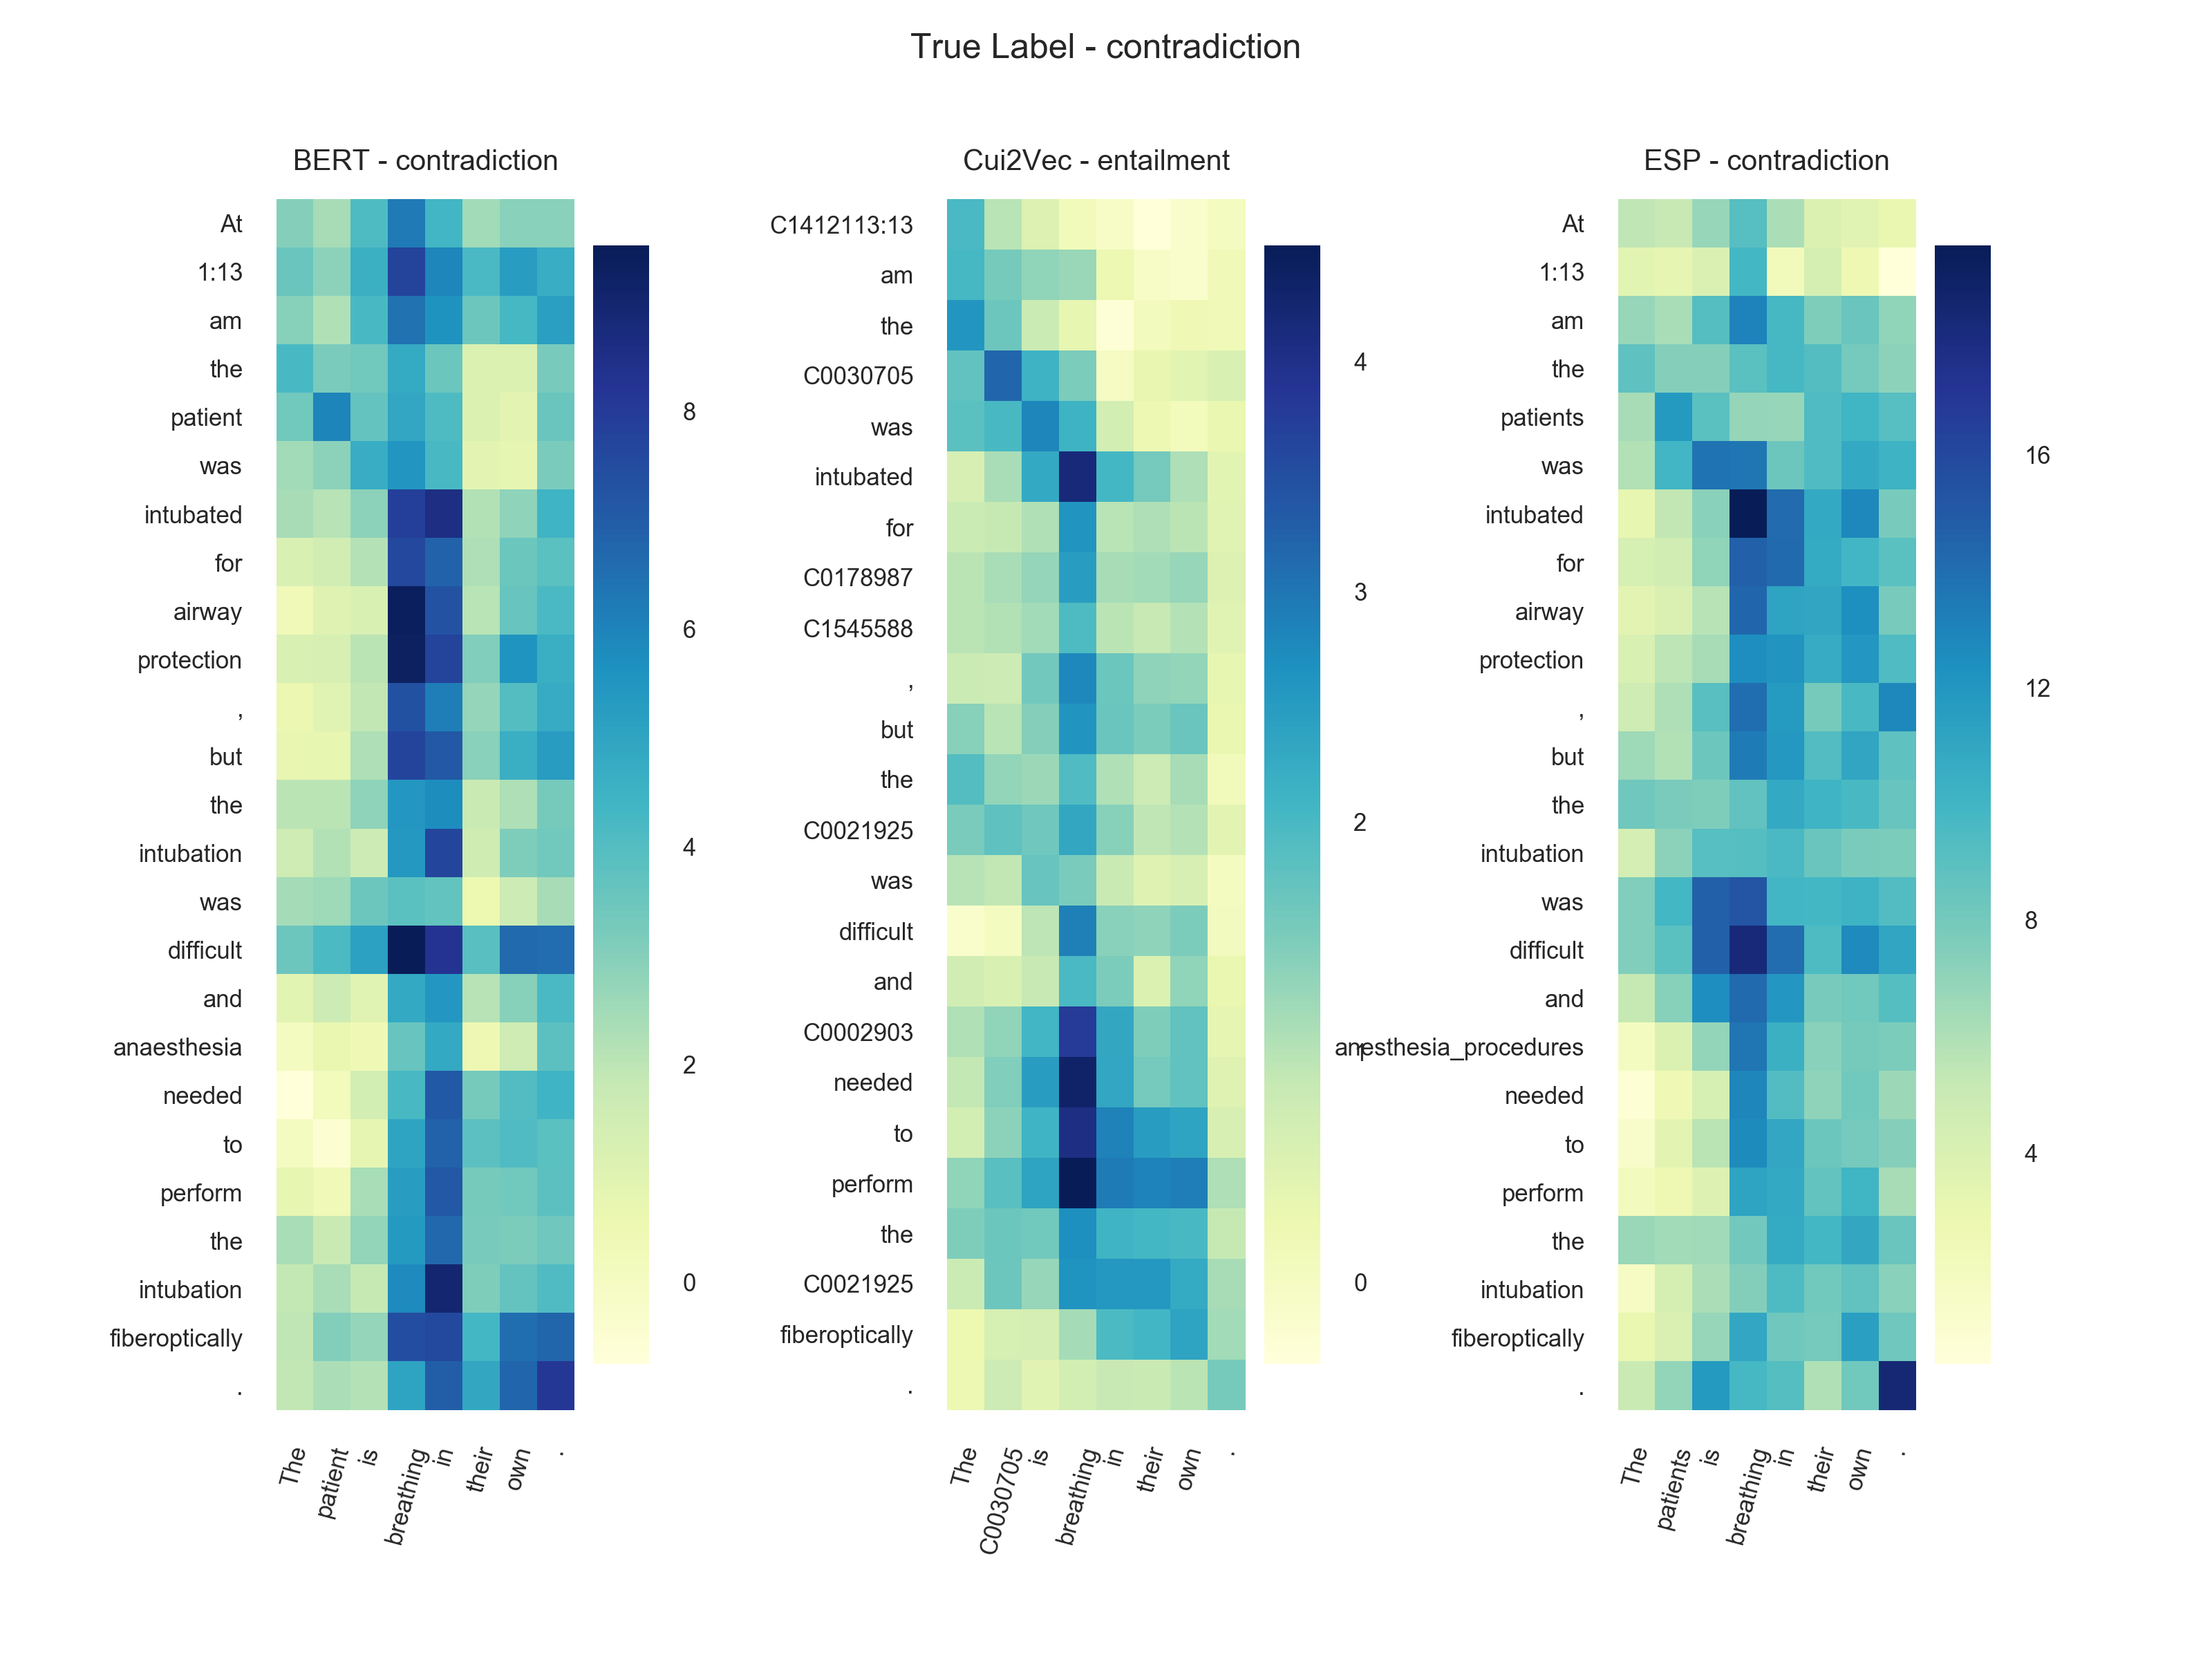 True Label - contradiction
BERT - contradiction
At
1:13
am
the
patient
was
intubated
for
airway
protection
,
but
the
intubation
was
difficult
and
anaesthesia
needed
to
perform
the
intubation
fiberoptically
.
The
patient
is
breathing
in
their
own
.
8
6
4
2
0
Cui2Vec - entailment
C1412113:13
am
the
C0030705
was
intubated
for
C0178987
C1545588
,
but
the
C0021925
was
difficult
and
C0002903
needed
to
perform
the
C0021925
fiberoptically
.
The
C0030705
is
breathing
in
their
own
.
4
3
2
1
0
ESP - contradiction
At
1:13
am
the
patients
was
intubated
for
airway
protection
,
but
the
intubation
was
difficult
and
anesthesia_procedures
needed
to
perform
the
intubation
fiberoptically
.
The
patients
is
breathing
in
their
own
.
16
12
8
4